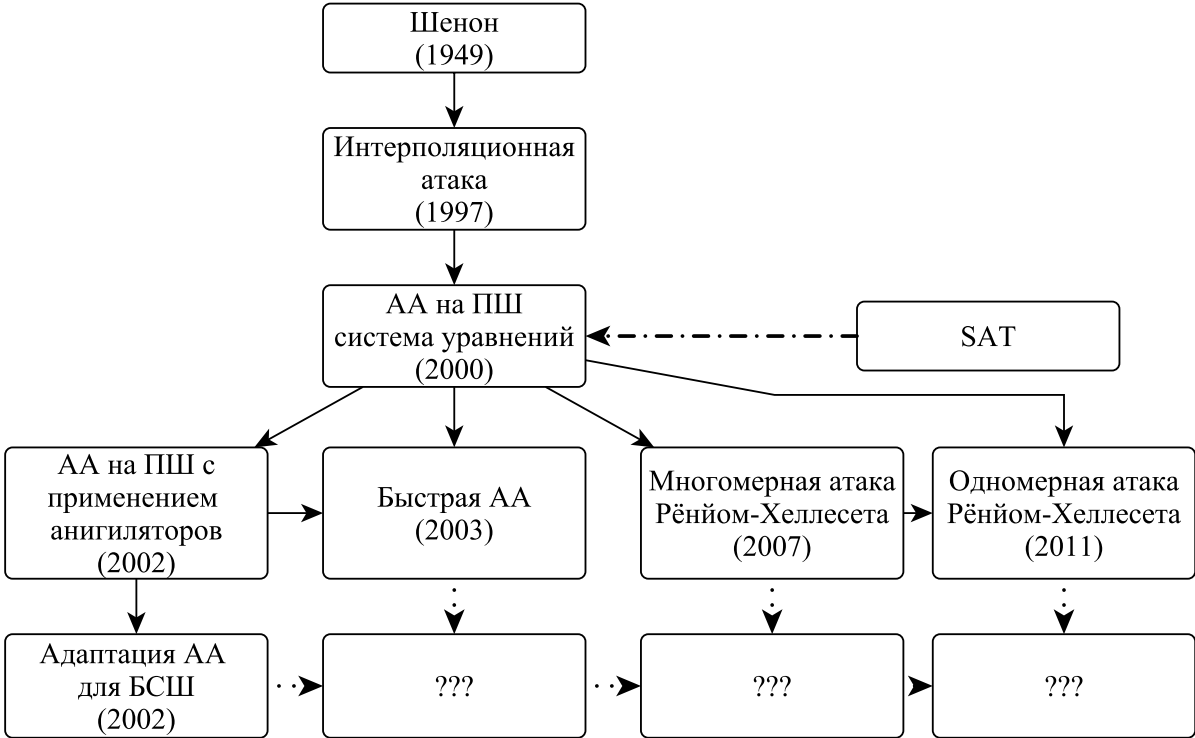 Шенон
(1949)
Интерполяционная
атака
(1997)
АА на ПШ
система уравнений
(2000)
SAT
АА на ПШ с
применением
анигиляторов
(2002)
Быстрая АА
(2003)
Многомерная атака
Рёнйом-Хеллесета
(2007)
Одномерная атака
Рёнйом-Хеллесета
(2011)
Адаптация АА
для БСШ
(2002)
???
???
???